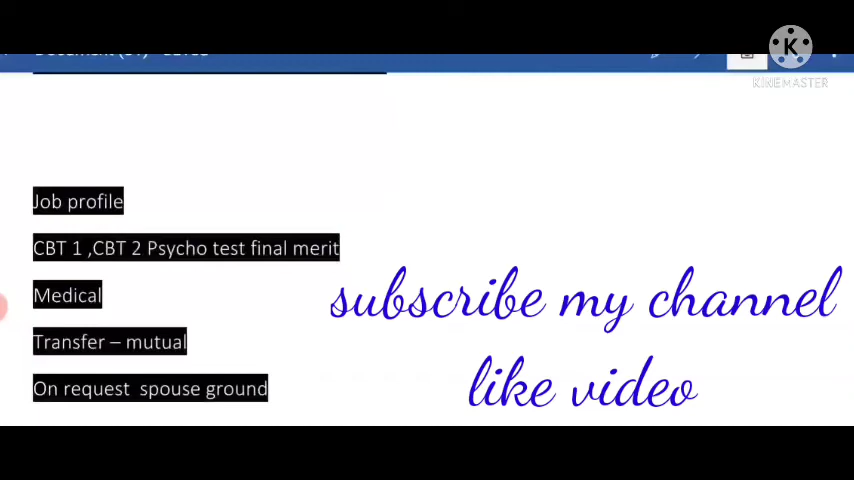 K
KINEMASTER
Job profile
CBT 1 ,CBT 2 Psycho test final merit
Medical
Transfer – mutual
On request  spouse ground
subscribe my channel
like video